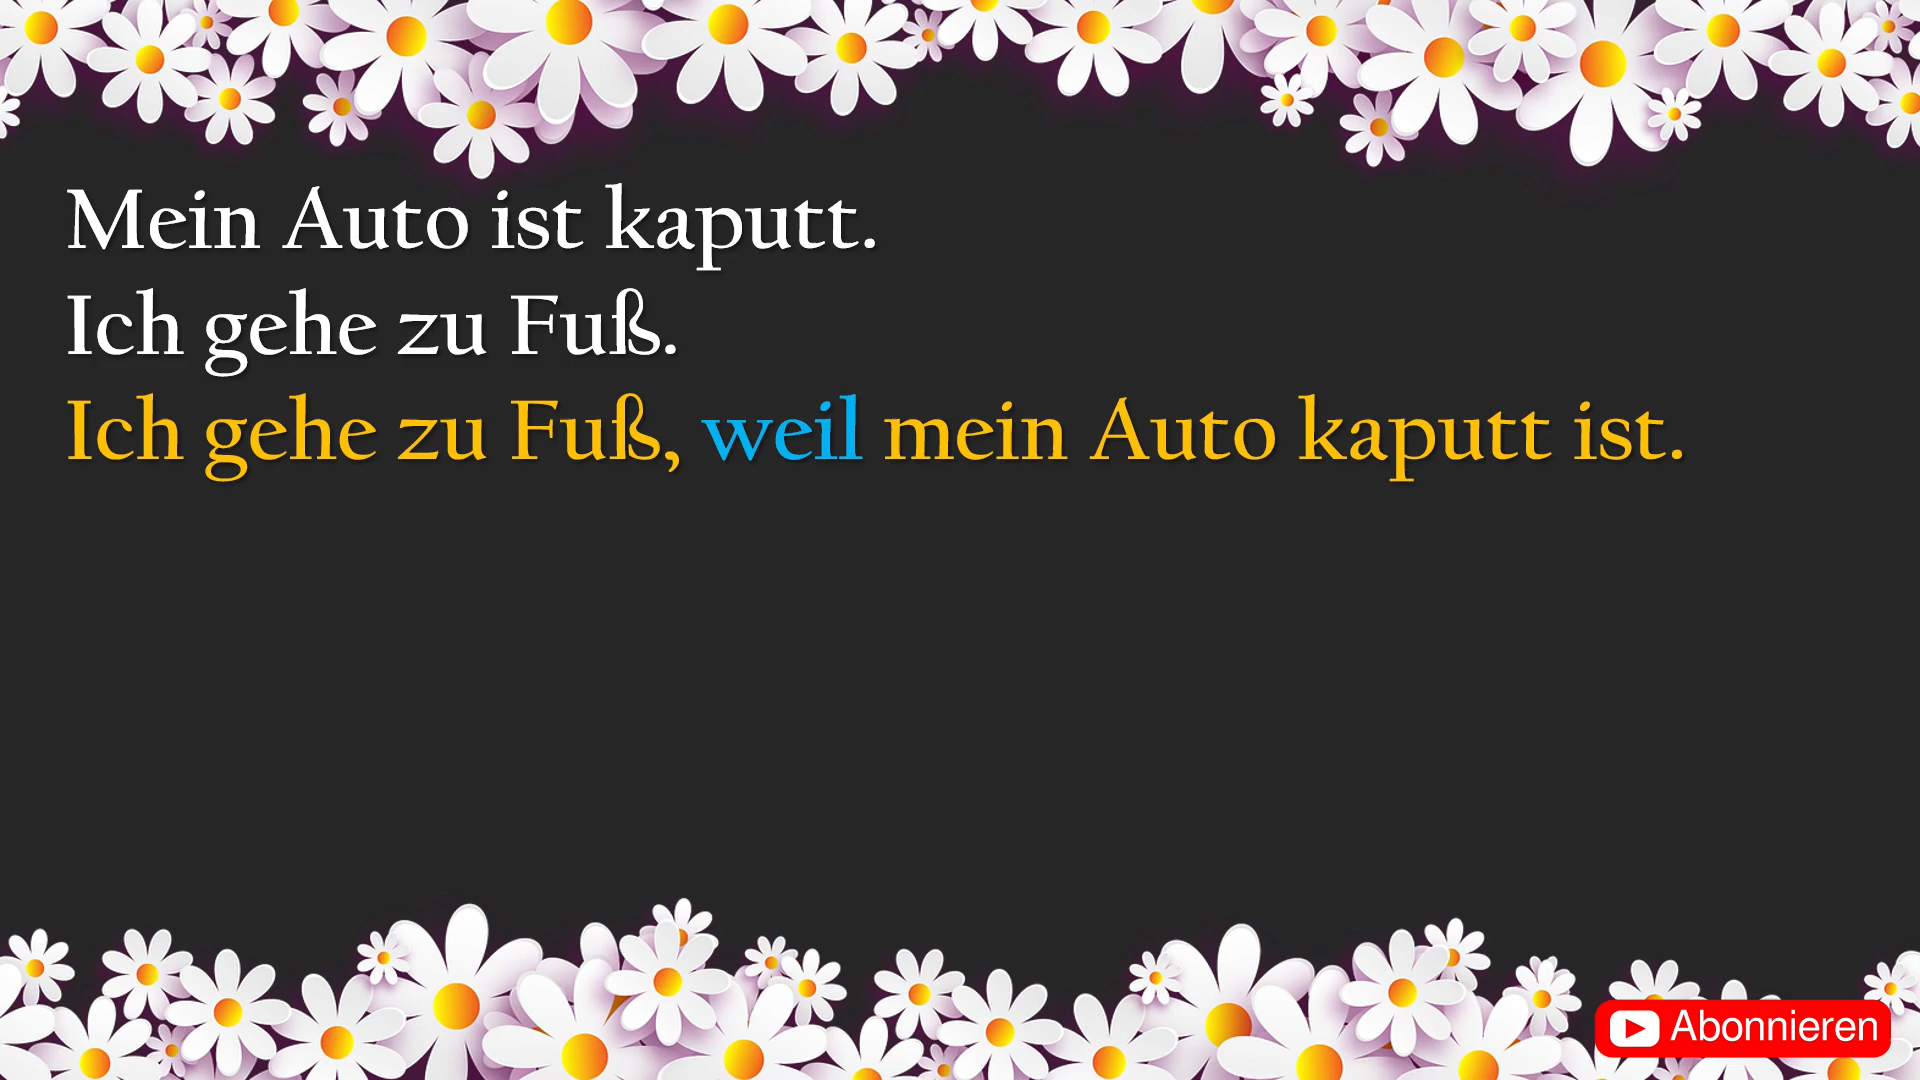 Mein Auto ist kaputt.
Ich gehe zu Fuß.
Ich gehe zu Fuß, weil mein Auto kaputt ist.
Abonnieren